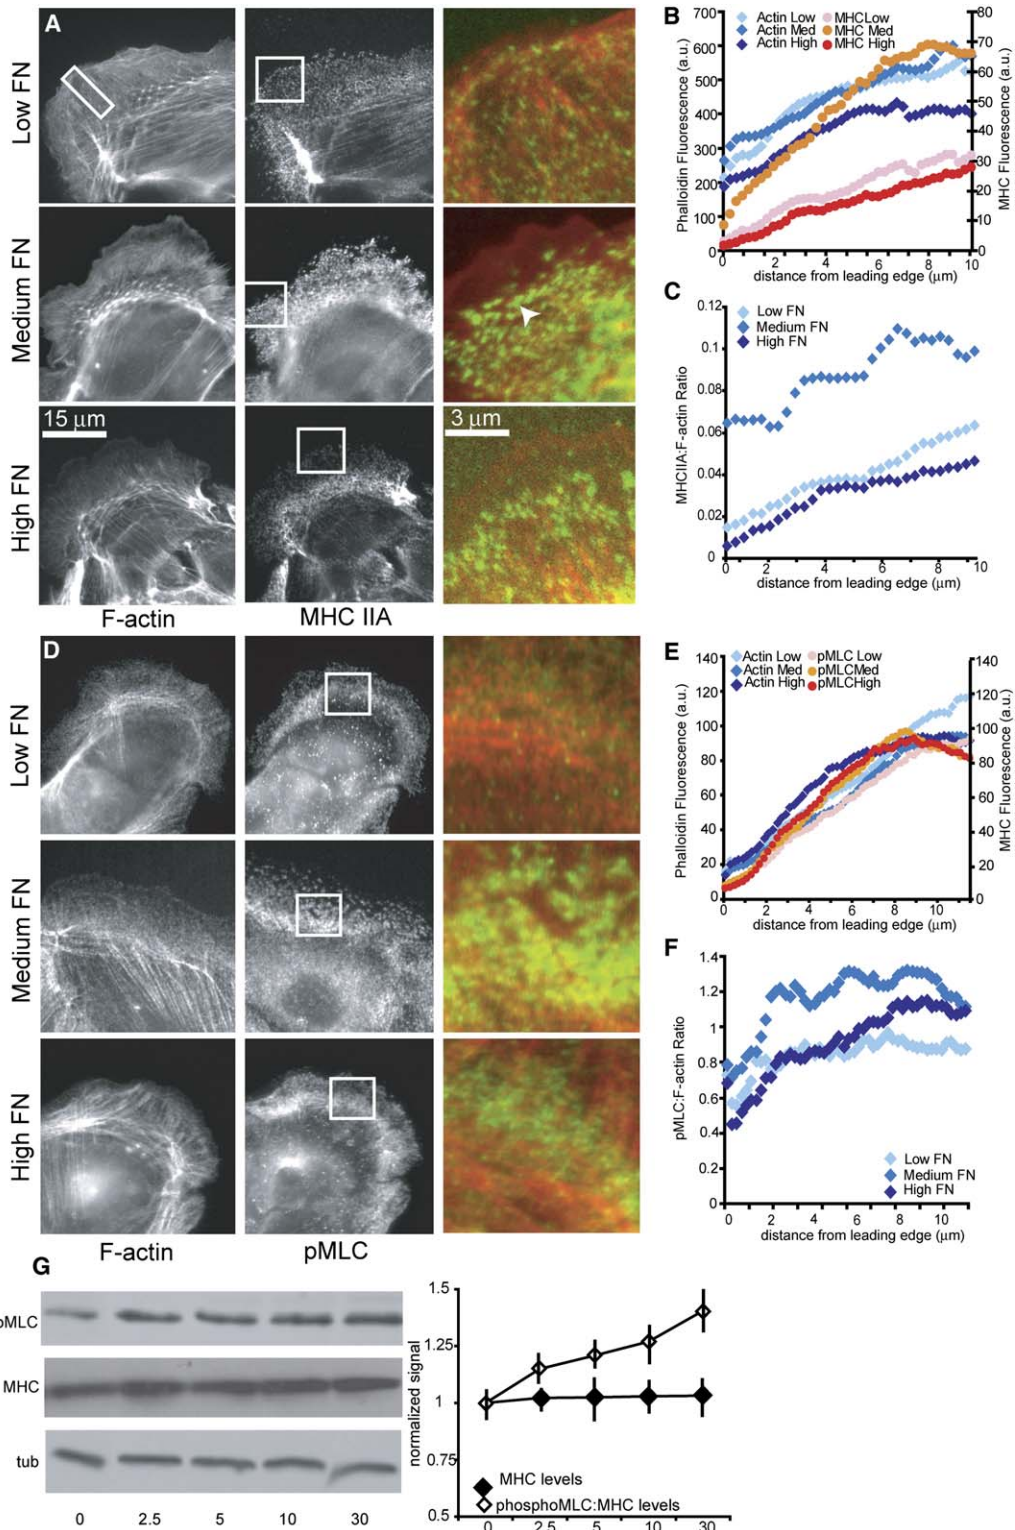 A
Low FN
Medium FN
High FN
15 μm
3 μm
F-actin
MHC IIA
B
Actin Low
Actin Med
Actin High
MHCLow
MHC Med
MHC High
700
600
500
400
300
200
100
0
80
70
60
50
40
30
20
10
0
0 2 4 6 8 10
Phalloidin Fluorescence (a.u.)
MHC Fluorescence (a.u.)
distance from leading edge (μm)
C
Low FN
Medium FN
High FN
0.12
0.1
0.08
0.06
0.04
0.02
0
0 2 4 6 8 10
MHCIIA:F-actin Ratio
distance from leading edge (μm)
D
Low FN
Medium FN
High FN
F-actin
pMLC
E
Actin Low
Actin Med
Actin High
pMLC Low
pMLCMed
pMLCHigh
140
120
100
80
60
40
20
0
140
120
100
80
60
40
20
0
0 2 4 6 8 10
Phalloidin Fluorescence (a.u.)
MHC Fluorescence (a.u.)
distance from leading edge (μm)
F
1.4
1.2
1
0.8
0.6
0.4
0.2
0
Low FN
Medium FN
High FN
0 2 4 6 8 10
pMLC:F-actin Ratio
distance from leading edge (μm)
G
pMLC
MHC
tub
0 2.5 5 10 30
1.5
1.25
1
0.75
0.5
normalized signal
MHC levels
phosphoMLC:MHC levels
0 2.5 5 10 30